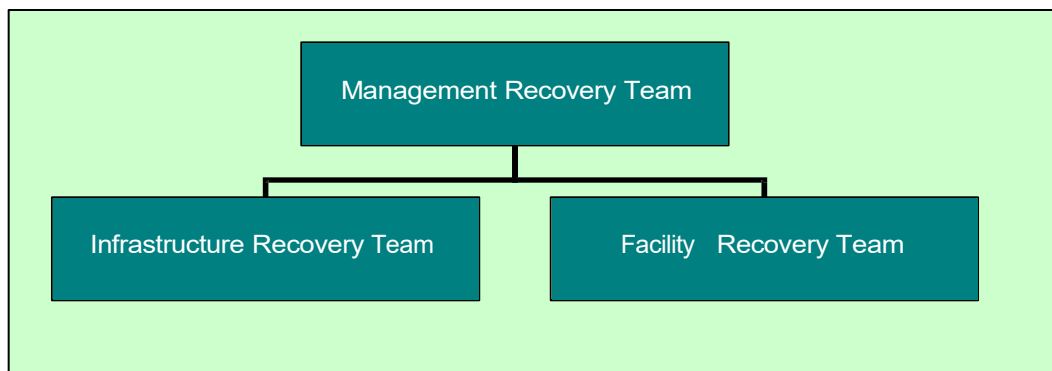 Management Recovery Team
Infrastructure Recovery Team
Facility Recovery Team